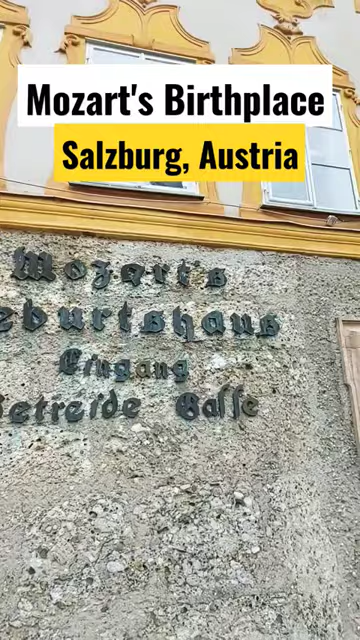 Mozart's Birthplace
Salzburg, Austria
Mozart's
eburtshaus
Eingang
etreide Gasse